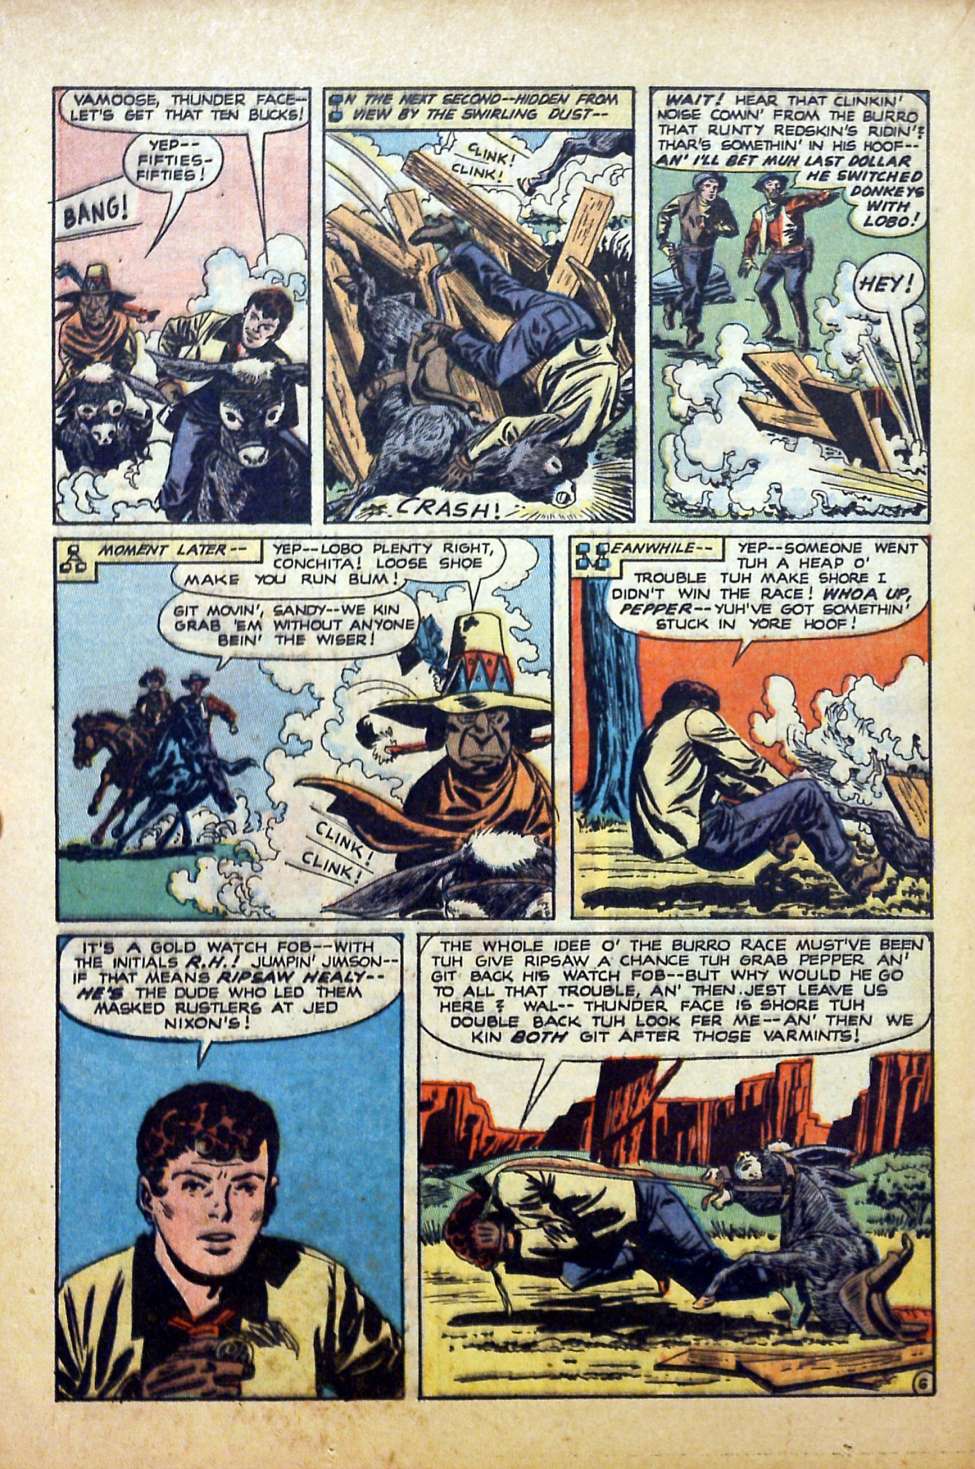 VAMOOSE, THUNDER FACE--
LET'S GET THAT TEN BUCKS!
YEP--
FIFTIES-
FIFTIES!
BANG!
IN THE NEXT SECOND--HIDDEN FROM
VIEW BY THE SWIRLING DUST--
CLINK!
CLINK!
CRASH!
WAIT! HEAR THAT CLINKIN'
NOISE COMIN' FROM THE BURRO
THAT RUNTY REDSKIN'S RIDIN'?
THAR'S SOMETHIN' IN HIS HOOF--
AN' I'LL BET MUH LAST DOLLAR
HE SWITCHED
DONKEYS
WITH
LOBO!
HEY!
A MOMENT LATER--
YEP--LOBO PLENTY RIGHT,
CONCHITA! LOOSE SHOE
MAKE YOU RUN BUM!
GIT MOVIN', SANDY--WE KIN
GRAB 'EM WITHOUT ANYONE
BEIN' THE WISER!
CLINK!
CLINK!
MEANWHILE--
YEP--SOMEONE WENT
TUH A HEAP O'
TROUBLE TUH MAKE SHORE I
DIDN'T WIN THE RACE! WHOA UP,
PEPPER--YUH'VE GOT SOMETHIN'
STUCK IN YORE HOOF!
IT'S A GOLD WATCH FOB--WITH
THE INITIALS R.H.! JUMPIN' JIMSON--
IF THAT MEANS RIPSAW HEALY--
HE'S THE DUDE WHO LED THEM
MASKED RUSTLERS AT JED
NIXON'S!
THE WHOLE IDEE O' THE BURRO RACE MUST'VE BEEN
TUH GIVE RIPSAW A CHANCE TUH GRAB PEPPER AN'
GIT BACK HIS WATCH FOB--BUT WHY WOULD HE GO
TO ALL THAT TROUBLE, AN' THEN JEST LEAVE US
HERE? WAL-- THUNDER FACE IS SHORE TUH
DOUBLE BACK TUH LOOK FER ME--AN' THEN WE
KIN BOTH GIT AFTER THOSE VARMINTS!
6